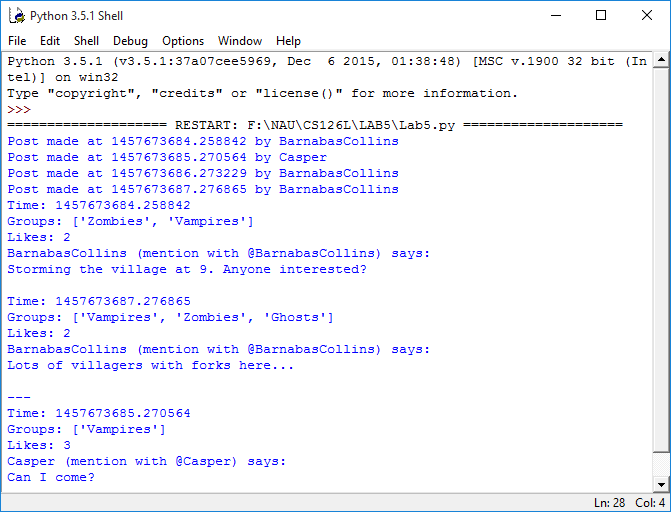 Python 3.5.1 Shell
File Edit Shell Debug Options Window Help
Python 3.5.1 (v3.5.1:37a07cee5969, Dec  6 2015, 01:38:48) [MSC v.1900 32 bit (In
tel)] on win32
Type "copyright", "credits" or "license()" for more information.
>>>
==================== RESTART: F:\NAU\CS126L\LAB5\Lab5.py ====================
Post made at 1457673684.258842 by BarnabasCollins
Post made at 1457673685.270564 by Casper
Post made at 1457673686.273229 by BarnabasCollins
Post made at 1457673687.276865 by BarnabasCollins
Time: 1457673684.258842
Groups: ['Zombies', 'Vampires']
Likes: 2
BarnabasCollins (mention with @BarnabasCollins) says:
Storming the village at 9. Anyone interested?
Time: 1457673687.276865
Groups: ['Vampires', 'Zombies', 'Ghosts']
Likes: 2
BarnabasCollins (mention with @BarnabasCollins) says:
Lots of villagers with forks here...
---
Time: 1457673685.270564
Groups: ['Vampires']
Likes: 3
Casper (mention with @Casper) says:
Can I come?
Ln: 28 Col: 4